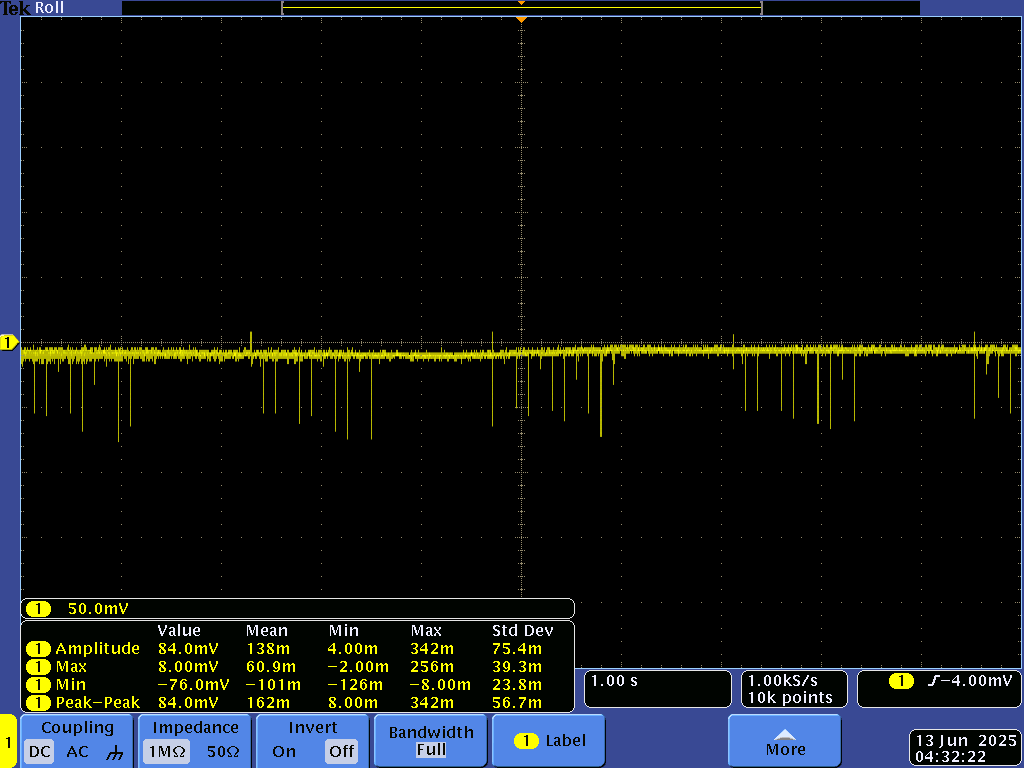 Tek Roll
1
1 50.0mV
Value Mean Min Max Std Dev
1 Amplitude 84.0mV 138m 4.00m 342m 75.4m
1 Max 8.00mV 60.9m −2.00m 256m 39.3m
1 Min −76.0mV −101m −126m −8.00m 23.8m
1 Peak-Peak 84.0mV 162m 8.00m 342m 56.7m
1.00 s
1.00kS/s
10k points
1 −4.00mV
1
Coupling
DC AC
Impedance
1MΩ 50Ω
Invert
On Off
Bandwidth
Full
1 Label
More
13 Jun 2025
04:32:22